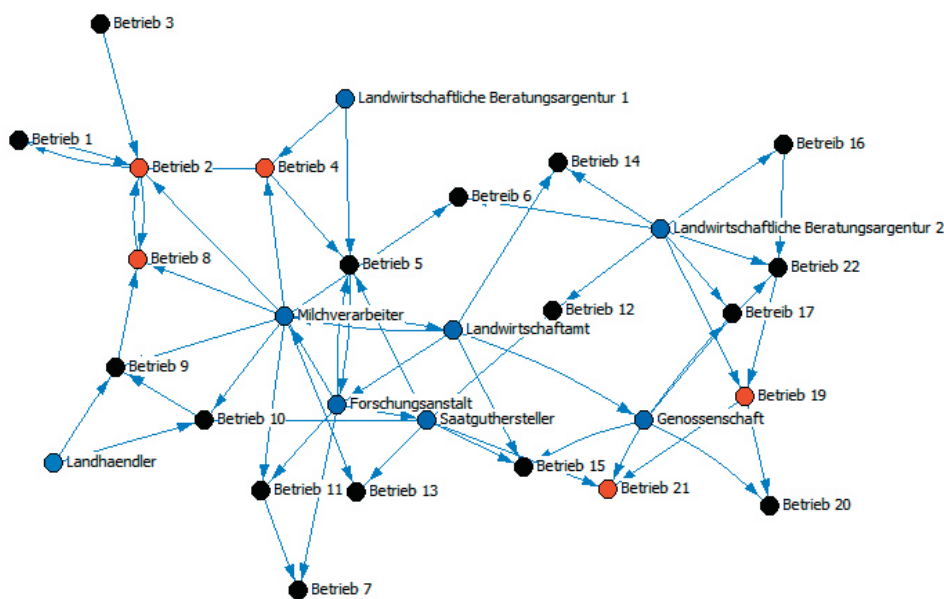 Betrieb 3
Landwirtschaftliche Beratungsargentur 1
Betrieb 1
Betreib 16
Betrieb 2
Betrieb 4
Betrieb 14
Betreib 6
Landwirtschaftliche Beratungsargentur 2
Betrieb 8
Betrieb 5
Betrieb 22
Milchverarbeiter
Betrieb 12
Betreib 17
Landwirtschaftamt
Betrieb 9
Betrieb 19
Forschungsanstalt
Betrieb 10
Saatguthersteller
Genossenschaft
Landhaendler
Betrieb 15
Betrieb 11
Betrieb 13
Betrieb 21
Betrieb 20
Betrieb 7